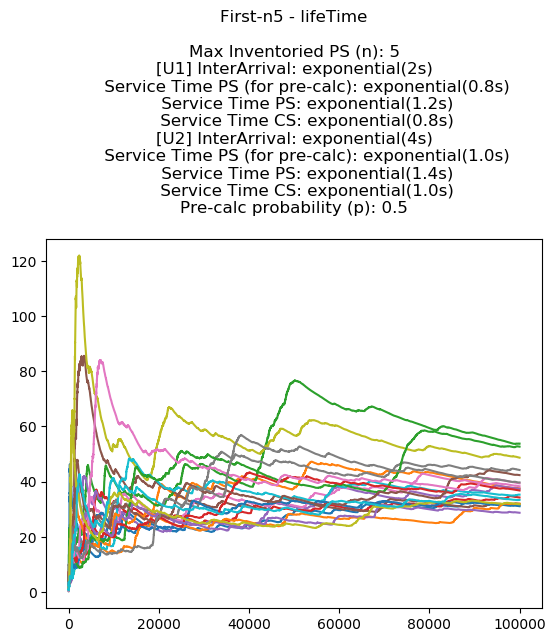 First-n5 - lifeTime
Max Inventoried PS (n): 5
[U1] InterArrival: exponential(2s)
Service Time PS (for pre-calc): exponential(0.8s)
Service Time PS: exponential(1.2s)
Service Time CS: exponential(0.8s)
[U2] InterArrival: exponential(4s)
Service Time PS (for pre-calc): exponential(1.0s)
Service Time PS: exponential(1.4s)
Service Time CS: exponential(1.0s)
Pre-calc probability (p): 0.5
120
100
80
60
40
20
0
0 20000 40000 60000 80000 100000